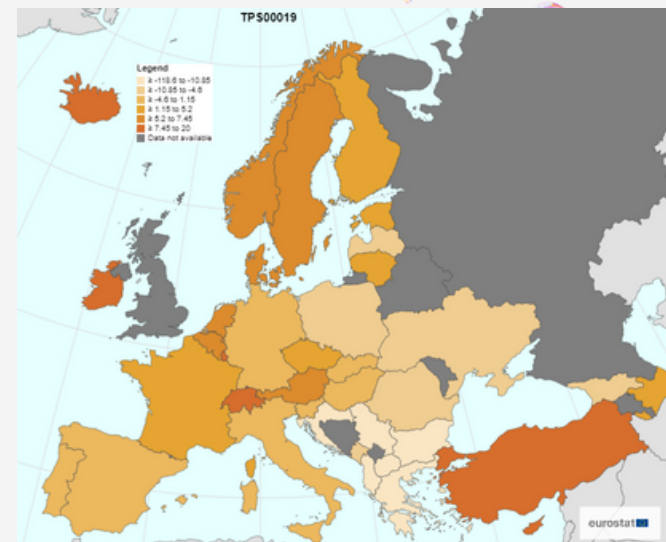 TPS00019
Legend
≥ -118.6 to -10.85
≥ -10.85 to -4.6
≥ -4.6 to 1.15
≥ 1.15 to 5.2
≥ 5.2 to 7.45
≥ 7.45 to 20
Data not available
eurostat